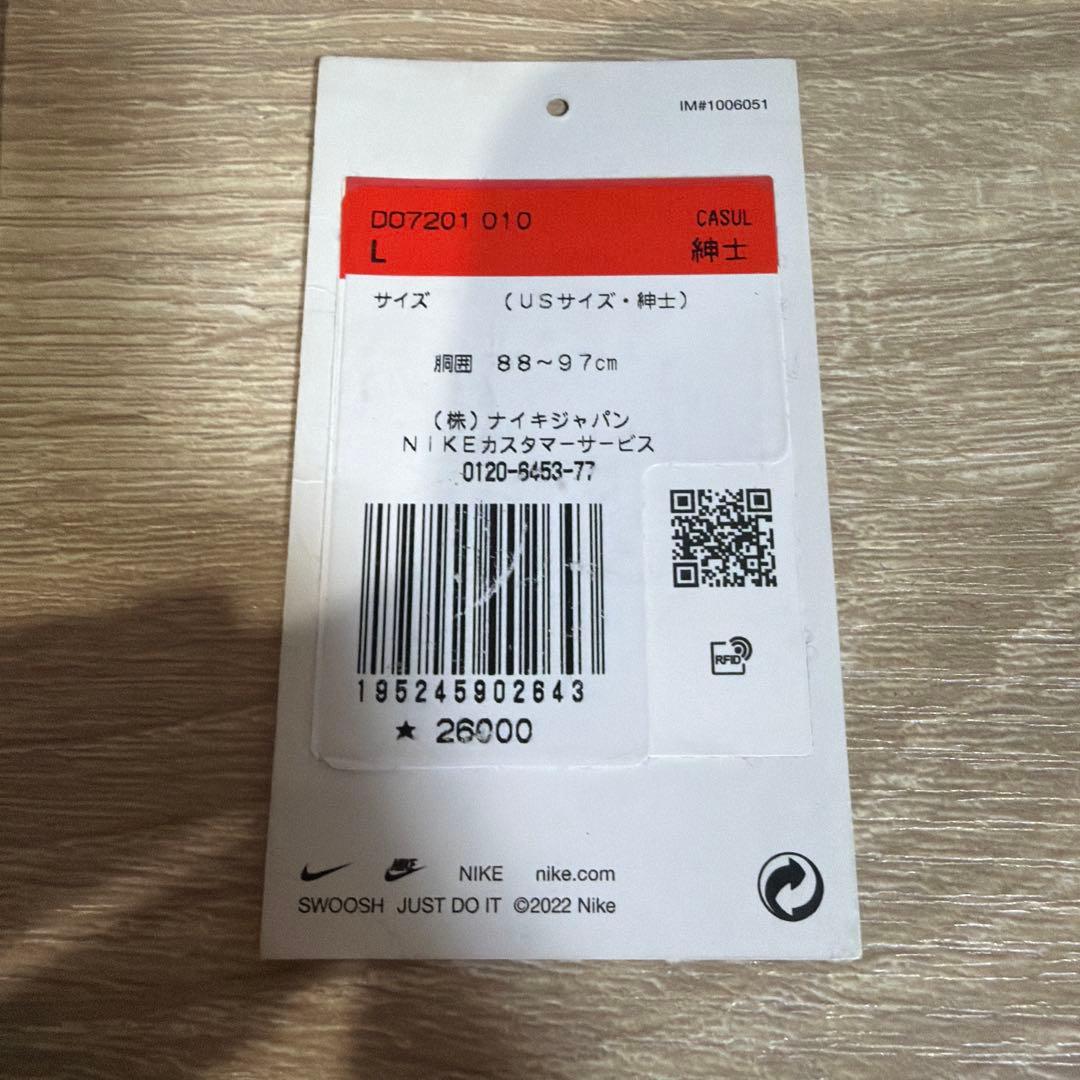 IM#1006051
DO7201 010 CASUL
L 紳士
サイズ （USサイズ・紳士）
胴囲 88～97cm
（株）ナイキジャパン
NIKEカスタマーサービス
0120-6453-77
RFID
195245902643
★ 26000
NIKE NIKE nike.com
SWOOSH JUST DO IT ©2022 Nike